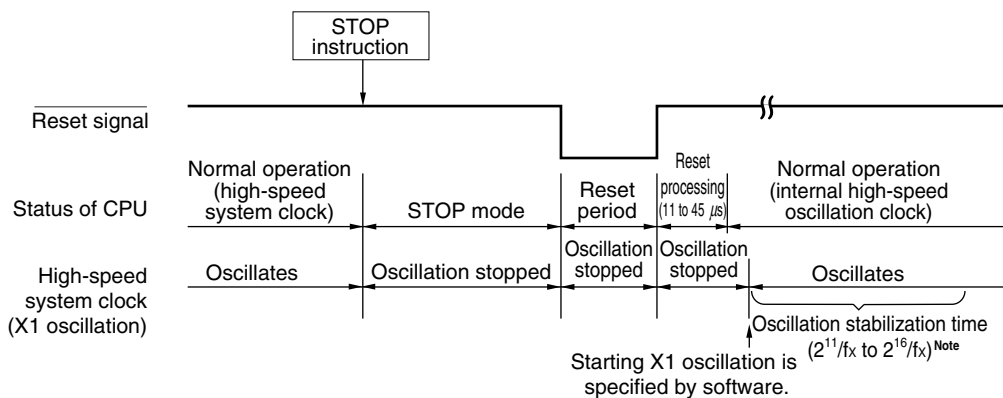 STOP
instruction
Reset signal
Normal operation
(high-speed
system clock)
Reset
processing
(11 to 45 μs)
Normal operation
(internal high-speed
oscillation clock)
Status of CPU
STOP mode
Reset
period
High-speed
system clock
(X1 oscillation)
Oscillates
Oscillation stopped
Oscillation
stopped
Oscillation
stopped
Oscillates
Oscillation stabilization time
(2¹¹/fx to 2¹⁶/fx) Note
Starting X1 oscillation is
specified by software.